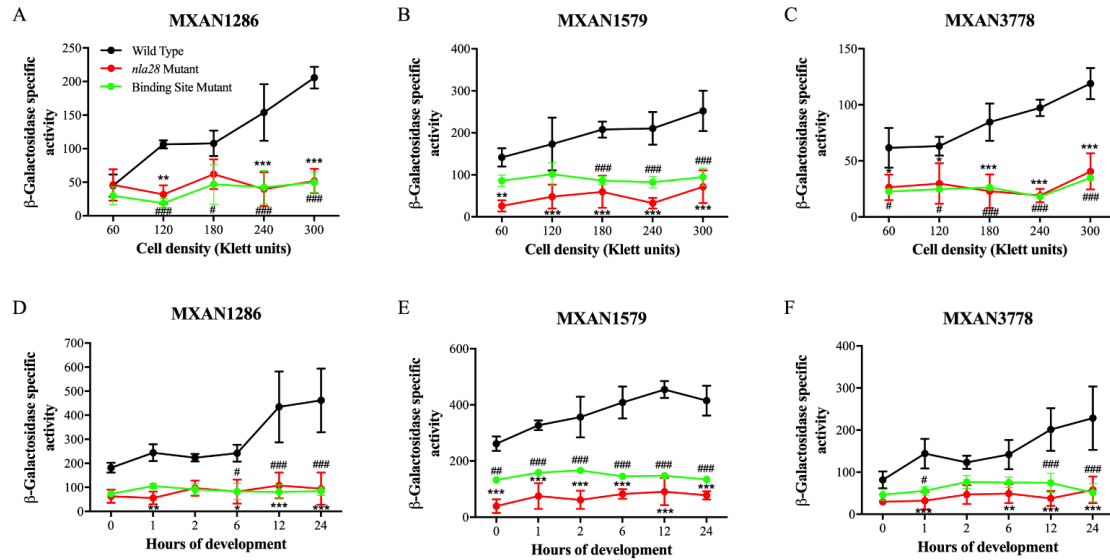 A
MXAN1286
Wild Type
nla28 Mutant
Binding Site Mutant
β-Galactosidase specific
activity
250
200
150
100
50
0
** *** ***
### # ### ###
60 120 180 240 300
Cell density (Klett units)
B
MXAN1579
β-Galactosidase specific
activity
400
300
200
100
0
### ### ###
** *** *** *** ***
60 120 180 240 300
Cell density (Klett units)
C
MXAN3778
β-Galactosidase specific
activity
150
100
50
0
* * *** *** ***
# # ### ### ###
60 120 180 240 300
Cell density (Klett units)
D
MXAN1286
β-Galactosidase specific
activity
700
600
500
400
300
200
100
0
# ### ###
** * *** ***
0 1 2 6 12 24
Hours of development
E
MXAN1579
β-Galactosidase specific
activity
600
400
200
0
## ### ### ### ### ###
*** *** *** *** *** ***
0 1 2 6 12 24
Hours of development
F
MXAN3778
β-Galactosidase specific
activity
400
300
200
100
0
# ### ###
*** ** *** ***
0 1 2 6 12 24
Hours of development